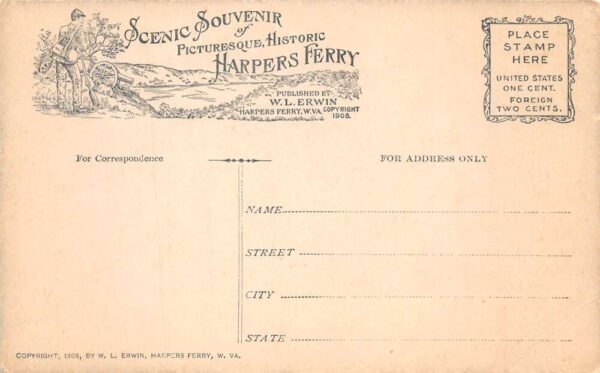 SCENIC SOUVENIR
of
PICTURESQUE, HISTORIC
HARPERS FERRY
PUBLISHED BY
W. L. ERWIN
HARPERS FERRY, W.VA. COPYRIGHT
1908.
PLACE
STAMP
HERE
UNITED STATES
ONE CENT.
FOREIGN
TWO CENTS.
For Correspondence
FOR ADDRESS ONLY
NAME
STREET
CITY
STATE
COPYRIGHT, 1908, BY W. L. ERWIN, HARPERS FERRY, W. VA.